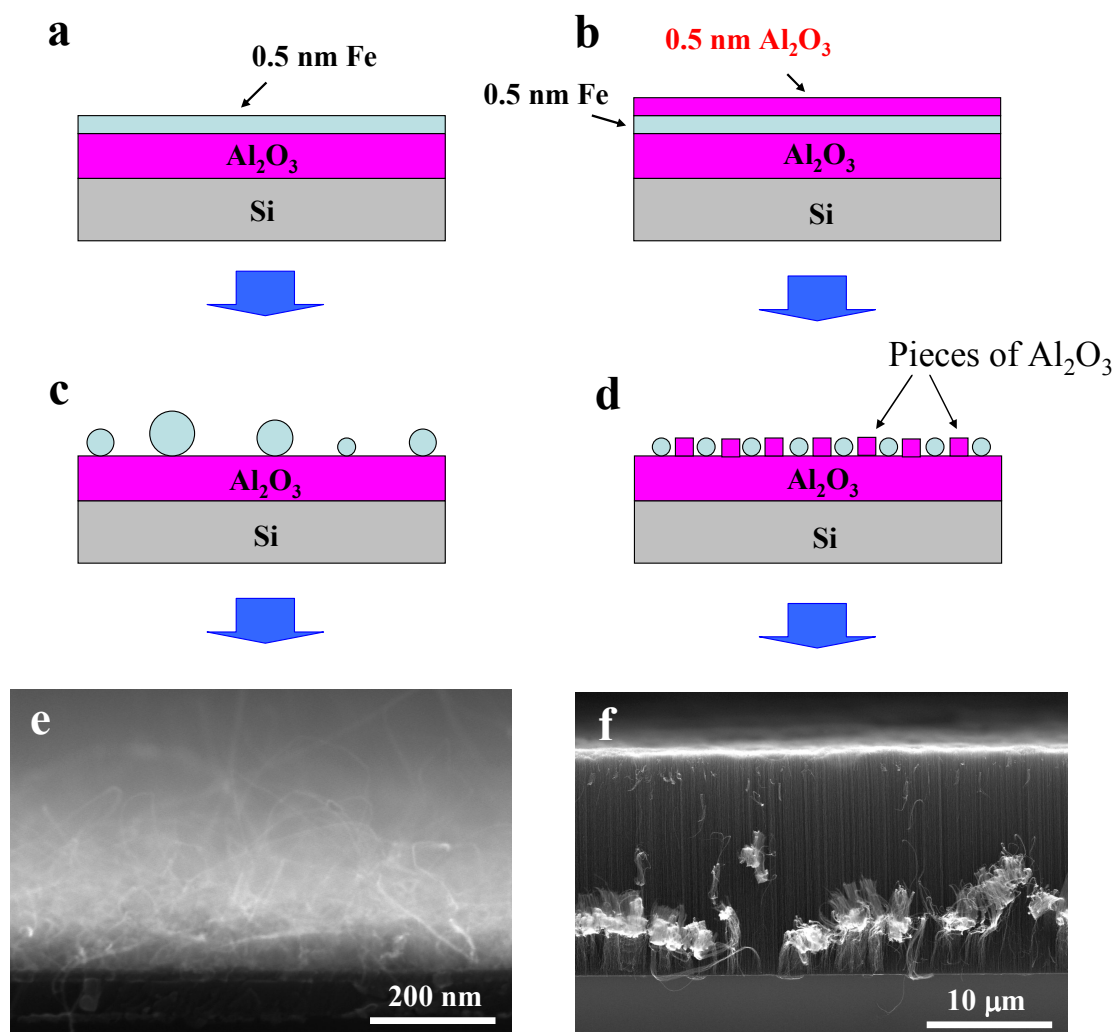 a
0.5 nm Fe
Al₂O₃
Si
b
0.5 nm Al₂O₃
0.5 nm Fe
Al₂O₃
Si
c
Al₂O₃
Si
Pieces of Al₂O₃
d
Al₂O₃
Si
e
200 nm
f
10 μm